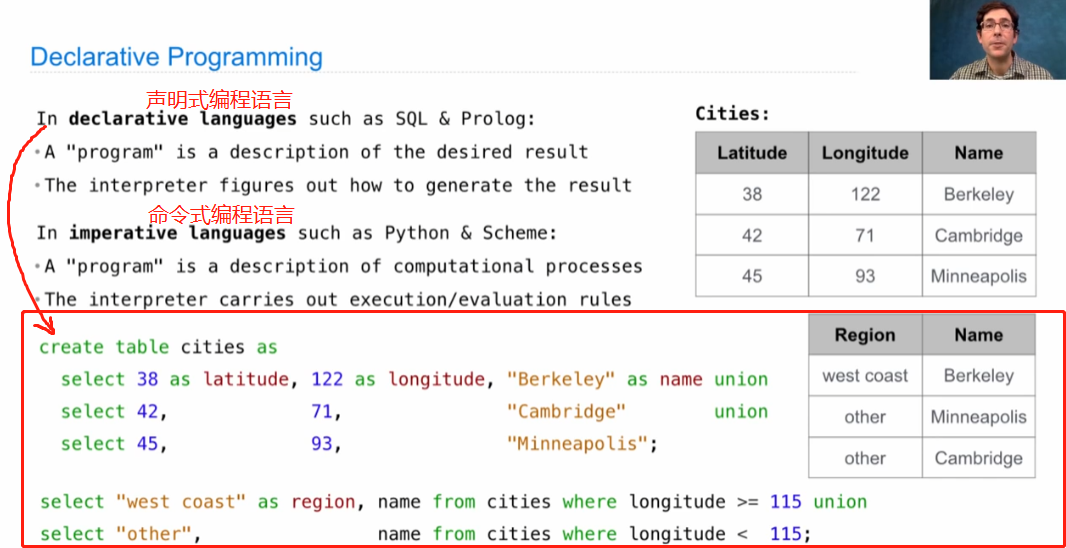 Declarative Programming
声明式编程语言
In declarative languages such as SQL & Prolog:
•A "program" is a description of the desired result
•The interpreter figures out how to generate the result
命令式编程语言
In imperative languages such as Python & Scheme:
•A "program" is a description of computational processes
•The interpreter carries out execution/evaluation rules
Cities:
Latitude Longitude Name
38 122 Berkeley
42 71 Cambridge
45 93 Minneapolis
create table cities as
select 38 as latitude, 122 as longitude, "Berkeley" as name union
select 42, 71, "Cambridge" union
select 45, 93, "Minneapolis";
Region Name
west coast Berkeley
other Minneapolis
other Cambridge
select "west coast" as region, name from cities where longitude >= 115 union
select "other", name from cities where longitude < 115;